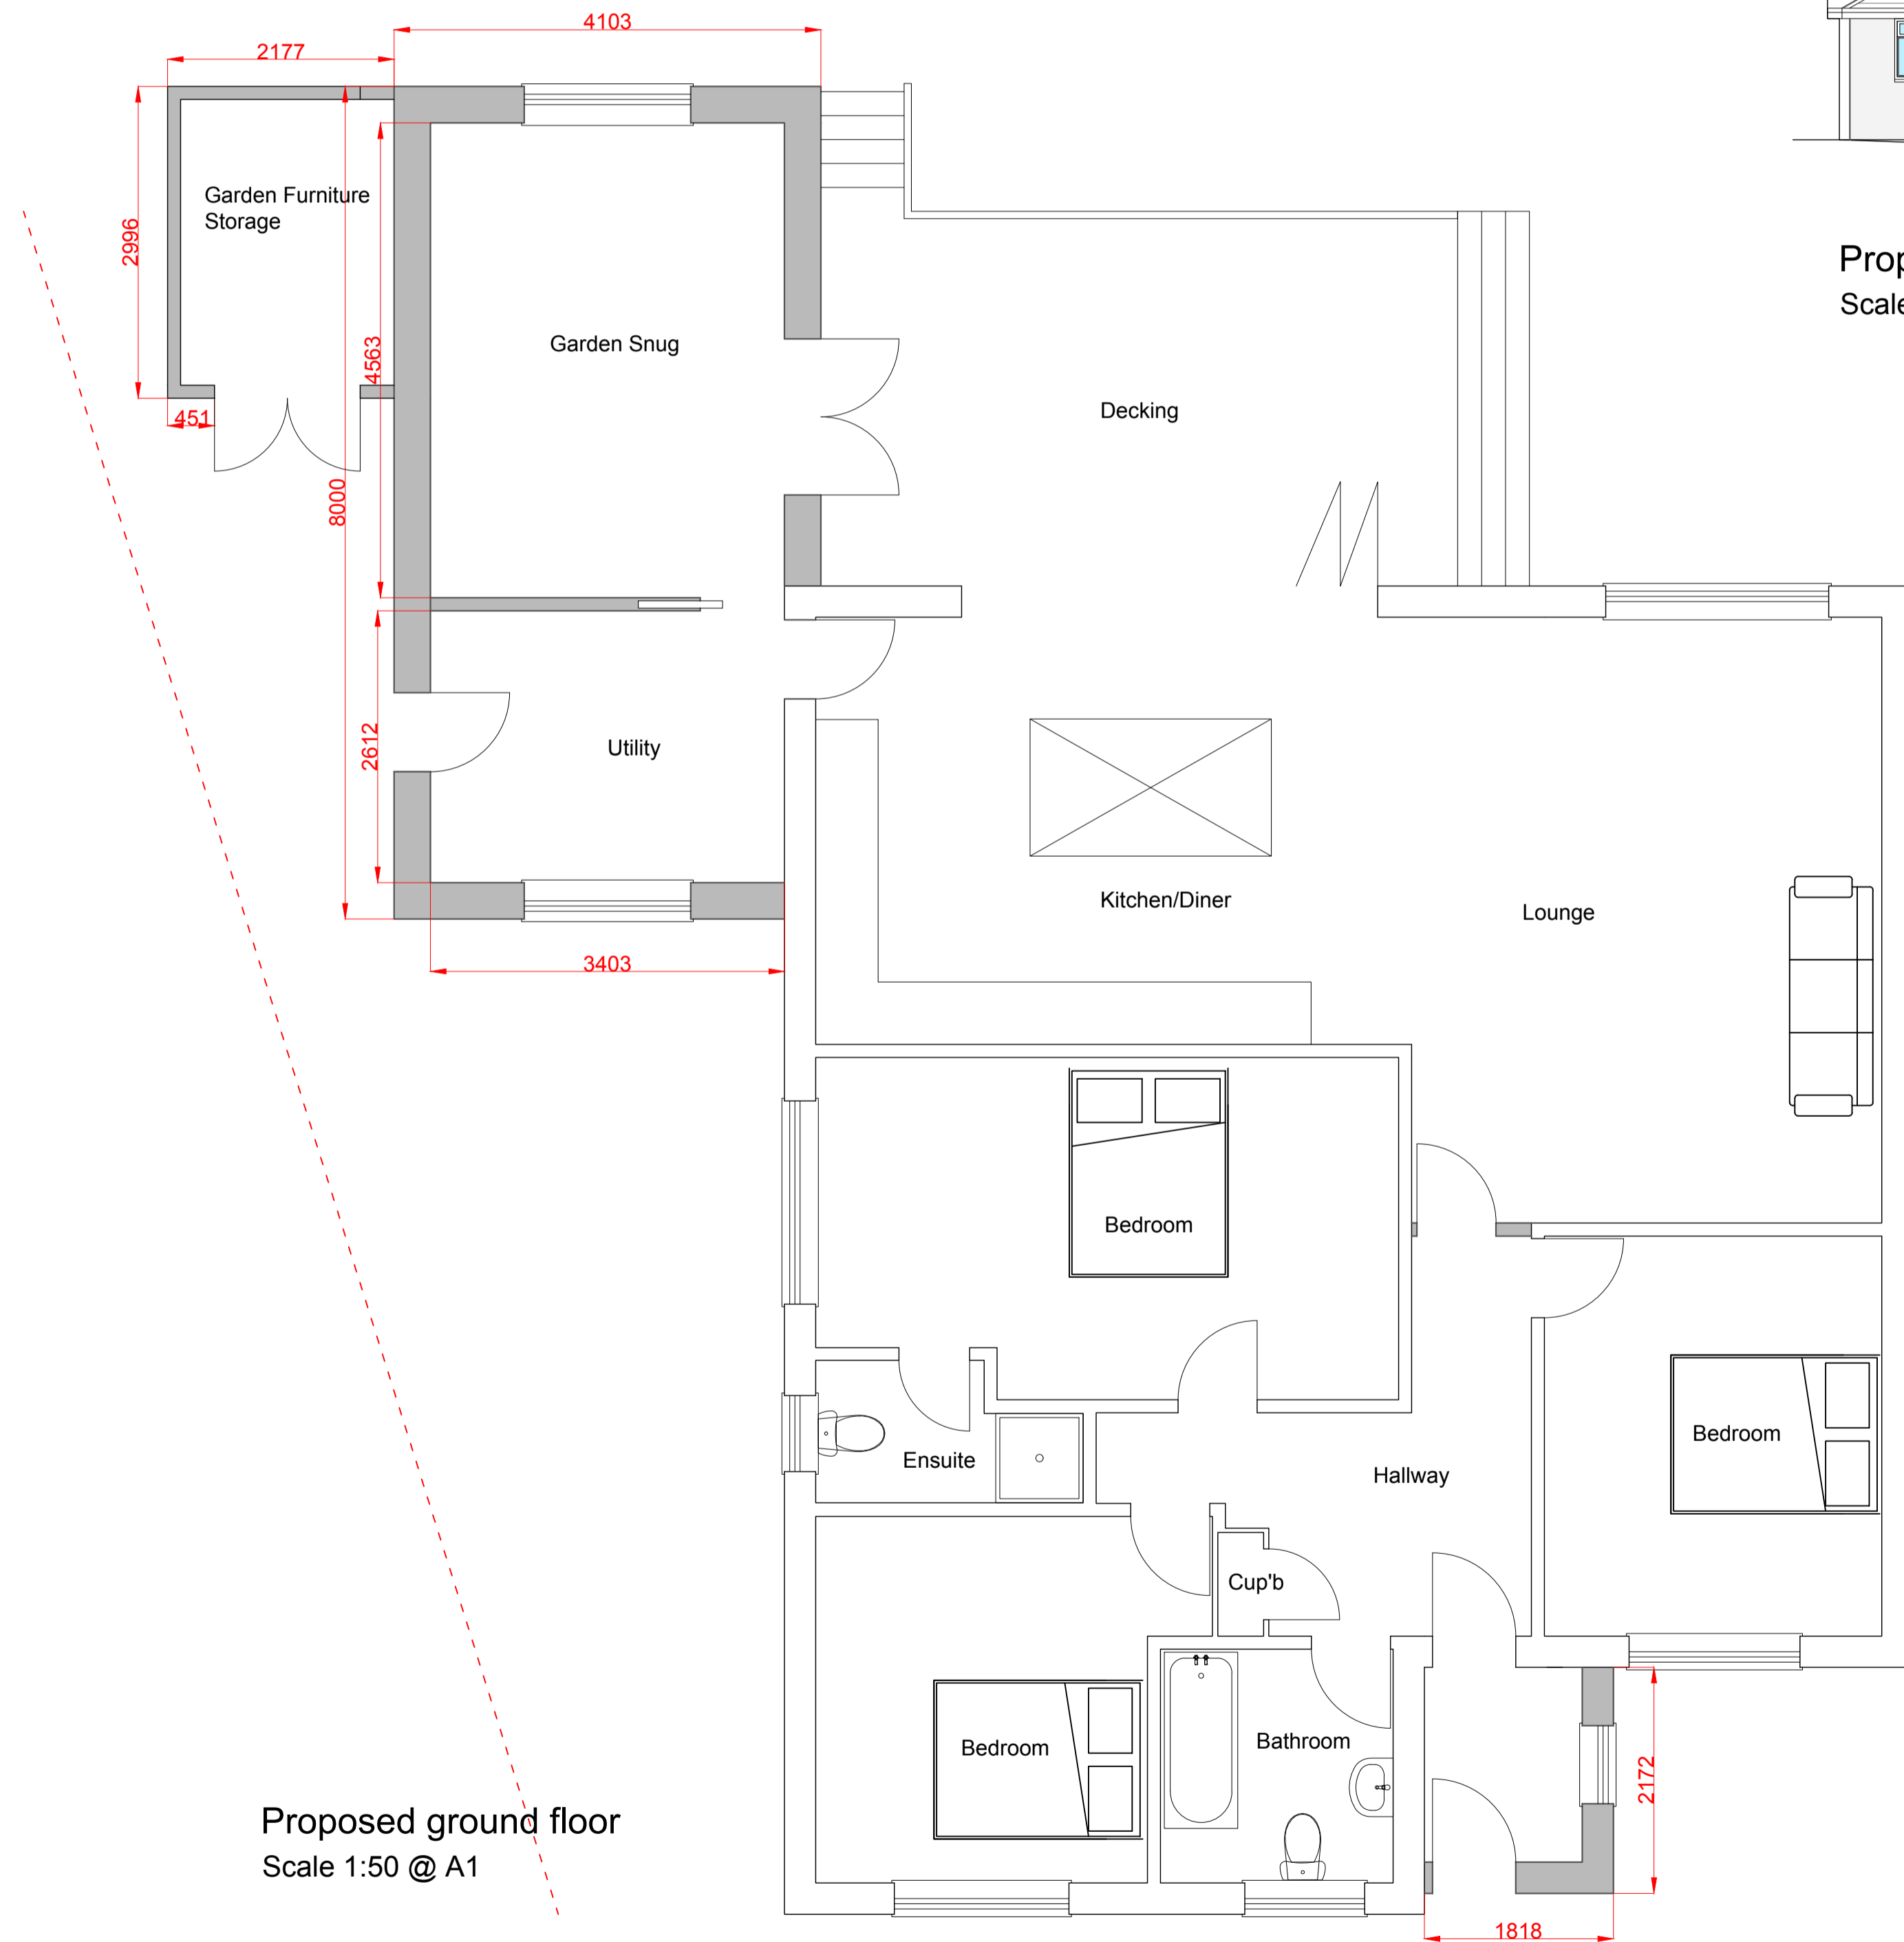 4103
2177
Garden Furniture
Storage
2996
Prop
Scale
4563
Garden Snug
Decking
451
8000
2612
Utility
Kitchen/Diner
Lounge
3403
Bedroom
Bedroom
Ensuite
Hallway
Cup'b
Bedroom
Bathroom
2172
Proposed ground floor
Scale 1:50 @ A1
1818